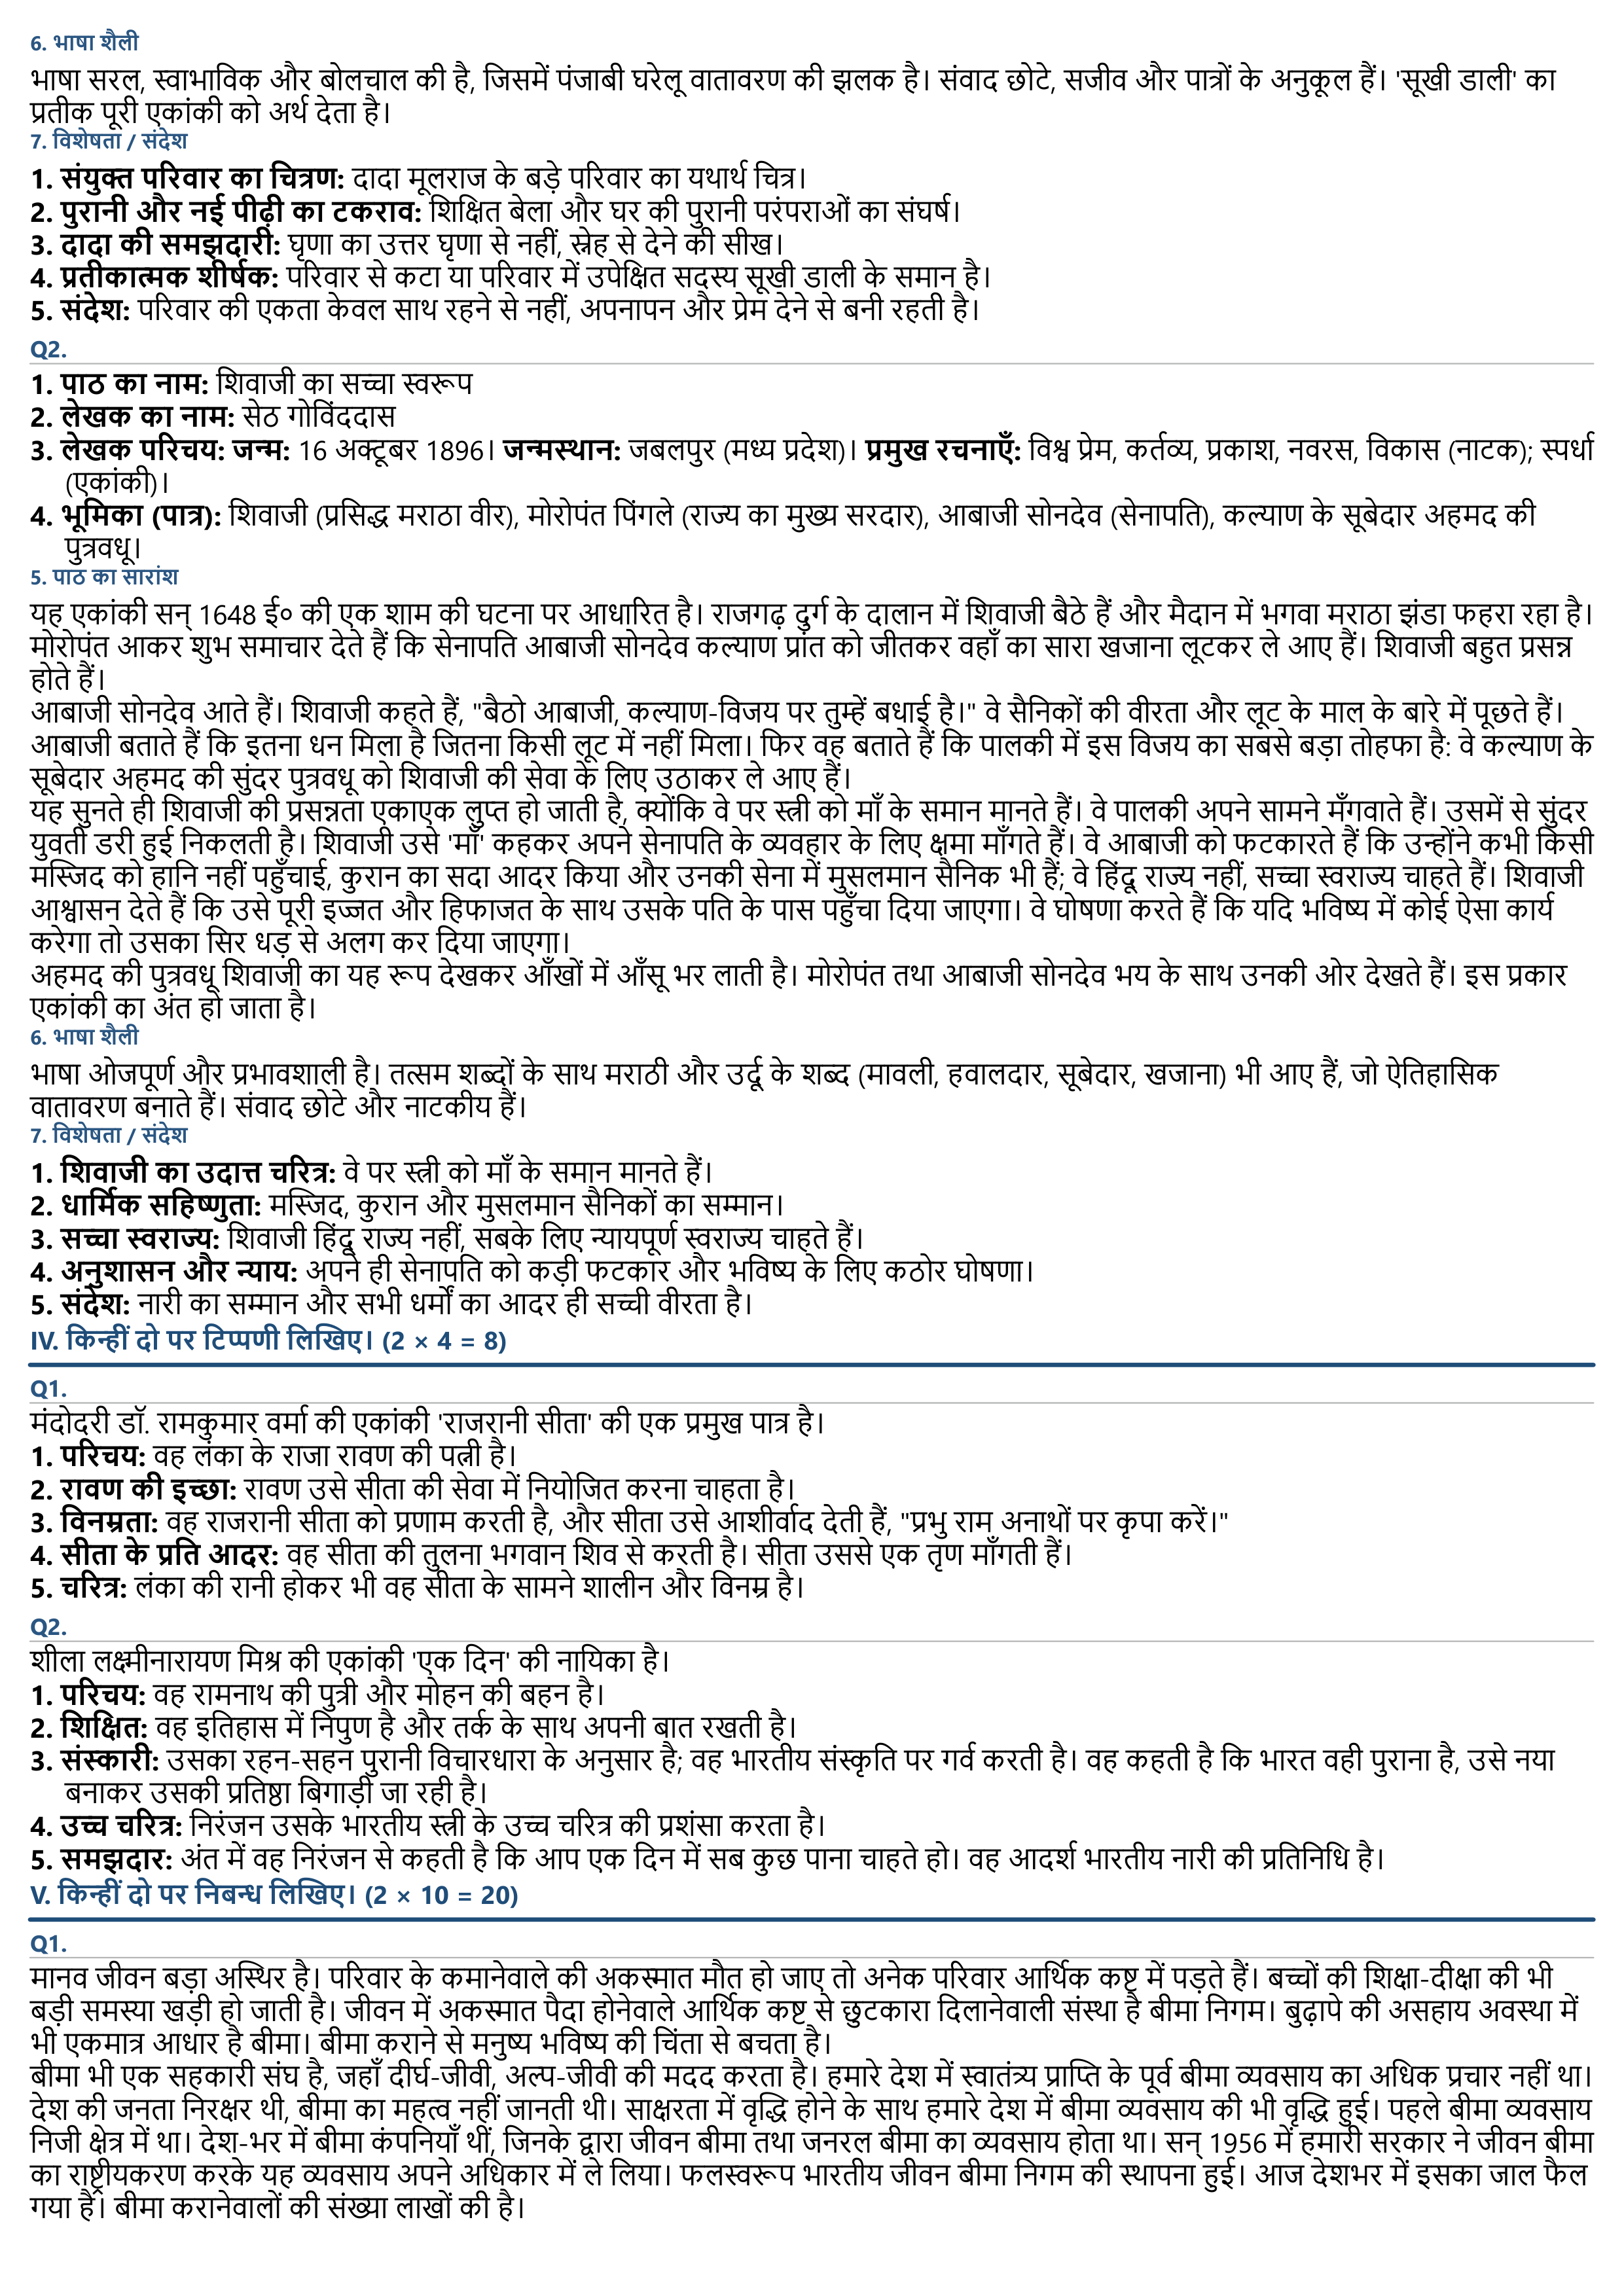 6. भाषा शैली
भाषा सरल, स्वाभाविक और बोलचाल की है, जिसमें पंजाबी घरेलू वातावरण की झलक है। संवाद छोटे, सजीव और पात्रों के अनुकूल हैं। 'सूखी डाली' का
प्रतीक पूरी एकांकी को अर्थ देता है।
7. विशेषता / संदेश
1. संयुक्त परिवार का चित्रण: दादा मूलराज के बड़े परिवार का यथार्थ चित्र।
2. पुरानी और नई पीढ़ी का टकराव: शिक्षित बेला और घर की पुरानी परंपराओं का संघर्ष।
3. दादा की समझदारी: घृणा का उत्तर घृणा से नहीं, स्नेह से देने की सीख।
4. प्रतीकात्मक शीर्षक: परिवार से कटा या परिवार में उपेक्षित सदस्य सूखी डाली के समान है।
5. संदेश: परिवार की एकता केवल साथ रहने से नहीं, अपनापन और प्रेम देने से बनी रहती है।
Q2.
1. पाठ का नाम: शिवाजी का सच्चा स्वरूप
2. लेखक का नाम: सेठ गोविंददास
3. लेखक परिचय: जन्म: 16 अक्टूबर 1896। जन्मस्थान: जबलपुर (मध्य प्रदेश)। प्रमुख रचनाएँ: विश्व प्रेम, कर्तव्य, प्रकाश, नवरस, विकास (नाटक); स्पर्धा
(एकांकी)।
4. भूमिका (पात्र): शिवाजी (प्रसिद्ध मराठा वीर), मोरोपंत पिंगले (राज्य का मुख्य सरदार), आबाजी सोनदेव (सेनापति), कल्याण के सूबेदार अहमद की
पुत्रवधू।
5. पाठ का सारांश
यह एकांकी सन् 1648 ई० की एक शाम की घटना पर आधारित है। राजगढ़ दुर्ग के दालान में शिवाजी बैठे हैं और मैदान में भगवा मराठा झंडा फहरा रहा है।
मोरोपंत आकर शुभ समाचार देते हैं कि सेनापति आबाजी सोनदेव कल्याण प्रांत को जीतकर वहाँ का सारा खजाना लूटकर ले आए हैं। शिवाजी बहुत प्रसन्न
होते हैं।
आबाजी सोनदेव आते हैं। शिवाजी कहते हैं, "बैठो आबाजी, कल्याण-विजय पर तुम्हें बधाई है।" वे सैनिकों की वीरता और लूट के माल के बारे में पूछते हैं।
आबाजी बताते हैं कि इतना धन मिला है जितना किसी लूट में नहीं मिला। फिर वह बताते हैं कि पालकी में इस विजय का सबसे बड़ा तोहफा है: वे कल्याण के
सूबेदार अहमद की सुंदर पुत्रवधू को शिवाजी की सेवा के लिए उठाकर ले आए हैं।
यह सुनते ही शिवाजी की प्रसन्नता एकाएक लुप्त हो जाती है, क्योंकि वे पर स्त्री को माँ के समान मानते हैं। वे पालकी अपने सामने मँगवाते हैं। उसमें से सुंदर
युवती डरी हुई निकलती है। शिवाजी उसे 'माँ' कहकर अपने सेनापति के व्यवहार के लिए क्षमा माँगते हैं। वे आबाजी को फटकारते हैं कि उन्होंने कभी किसी
मस्जिद को हानि नहीं पहुँचाई, कुरान का सदा आदर किया और उनकी सेना में मुसलमान सैनिक भी हैं; वे हिंदू राज्य नहीं, सच्चा स्वराज्य चाहते हैं। शिवाजी
आश्वासन देते हैं कि उसे पूरी इज्जत और हिफाजत के साथ उसके पति के पास पहुँचा दिया जाएगा। वे घोषणा करते हैं कि यदि भविष्य में कोई ऐसा कार्य
करेगा तो उसका सिर धड़ से अलग कर दिया जाएगा।
अहमद की पुत्रवधू शिवाजी का यह रूप देखकर आँखों में आँसू भर लाती है। मोरोपंत तथा आबाजी सोनदेव भय के साथ उनकी ओर देखते हैं। इस प्रकार
एकांकी का अंत हो जाता है।
6. भाषा शैली
भाषा ओजपूर्ण और प्रभावशाली है। तत्सम शब्दों के साथ मराठी और उर्दू के शब्द (मावली, हवालदार, सूबेदार, खजाना) भी आए हैं, जो ऐतिहासिक
वातावरण बनाते हैं। संवाद छोटे और नाटकीय हैं।
7. विशेषता / संदेश
1. शिवाजी का उदात्त चरित्र: वे पर स्त्री को माँ के समान मानते हैं।
2. धार्मिक सहिष्णुता: मस्जिद, कुरान और मुसलमान सैनिकों का सम्मान।
3. सच्चा स्वराज्य: शिवाजी हिंदू राज्य नहीं, सबके लिए न्यायपूर्ण स्वराज्य चाहते हैं।
4. अनुशासन और न्याय: अपने ही सेनापति को कड़ी फटकार और भविष्य के लिए कठोर घोषणा।
5. संदेश: नारी का सम्मान और सभी धर्मों का आदर ही सच्ची वीरता है।
IV. किन्हीं दो पर टिप्पणी लिखिए। (2 × 4 = 8)
Q1.
मंदोदरी डॉ. रामकुमार वर्मा की एकांकी 'राजरानी सीता' की एक प्रमुख पात्र है।
1. परिचय: वह लंका के राजा रावण की पत्नी है।
2. रावण की इच्छा: रावण उसे सीता की सेवा में नियोजित करना चाहता है।
3. विनम्रता: वह राजरानी सीता को प्रणाम करती है, और सीता उसे आशीर्वाद देती हैं, "प्रभु राम अनाथों पर कृपा करें।"
4. सीता के प्रति आदर: वह सीता की तुलना भगवान शिव से करती है। सीता उससे एक तृण माँगती हैं।
5. चरित्र: लंका की रानी होकर भी वह सीता के सामने शालीन और विनम्र है।
Q2.
शीला लक्ष्मीनारायण मिश्र की एकांकी 'एक दिन' की नायिका है।
1. परिचय: वह रामनाथ की पुत्री और मोहन की बहन है।
2. शिक्षित: वह इतिहास में निपुण है और तर्क के साथ अपनी बात रखती है।
3. संस्कारी: उसका रहन-सहन पुरानी विचारधारा के अनुसार है; वह भारतीय संस्कृति पर गर्व करती है। वह कहती है कि भारत वही पुराना है, उसे नया
बनाकर उसकी प्रतिष्ठा बिगाड़ी जा रही है।
4. उच्च चरित्र: निरंजन उसके भारतीय स्त्री के उच्च चरित्र की प्रशंसा करता है।
5. समझदार: अंत में वह निरंजन से कहती है कि आप एक दिन में सब कुछ पाना चाहते हो। वह आदर्श भारतीय नारी की प्रतिनिधि है।
V. किन्हीं दो पर निबन्ध लिखिए। (2 × 10 = 20)
Q1.
मानव जीवन बड़ा अस्थिर है। परिवार के कमानेवाले की अकस्मात मौत हो जाए तो अनेक परिवार आर्थिक कष्ट में पड़ते हैं। बच्चों की शिक्षा-दीक्षा की भी
बड़ी समस्या खड़ी हो जाती है। जीवन में अकस्मात पैदा होनेवाले आर्थिक कष्ट से छुटकारा दिलानेवाली संस्था है बीमा निगम। बुढ़ापे की असहाय अवस्था में
भी एकमात्र आधार है बीमा। बीमा कराने से मनुष्य भविष्य की चिंता से बचता है।
बीमा भी एक सहकारी संघ है, जहाँ दीर्घ-जीवी, अल्प-जीवी की मदद करता है। हमारे देश में स्वातंत्र्य प्राप्ति के पूर्व बीमा व्यवसाय का अधिक प्रचार नहीं था।
देश की जनता निरक्षर थी, बीमा का महत्व नहीं जानती थी। साक्षरता में वृद्धि होने के साथ हमारे देश में बीमा व्यवसाय की भी वृद्धि हुई। पहले बीमा व्यवसाय
निजी क्षेत्र में था। देश-भर में बीमा कंपनियाँ थीं, जिनके द्वारा जीवन बीमा तथा जनरल बीमा का व्यवसाय होता था। सन् 1956 में हमारी सरकार ने जीवन बीमा
का राष्ट्रीयकरण करके यह व्यवसाय अपने अधिकार में ले लिया। फलस्वरूप भारतीय जीवन बीमा निगम की स्थापना हुई। आज देशभर में इसका जाल फैल
गया है। बीमा करानेवालों की संख्या लाखों की है।